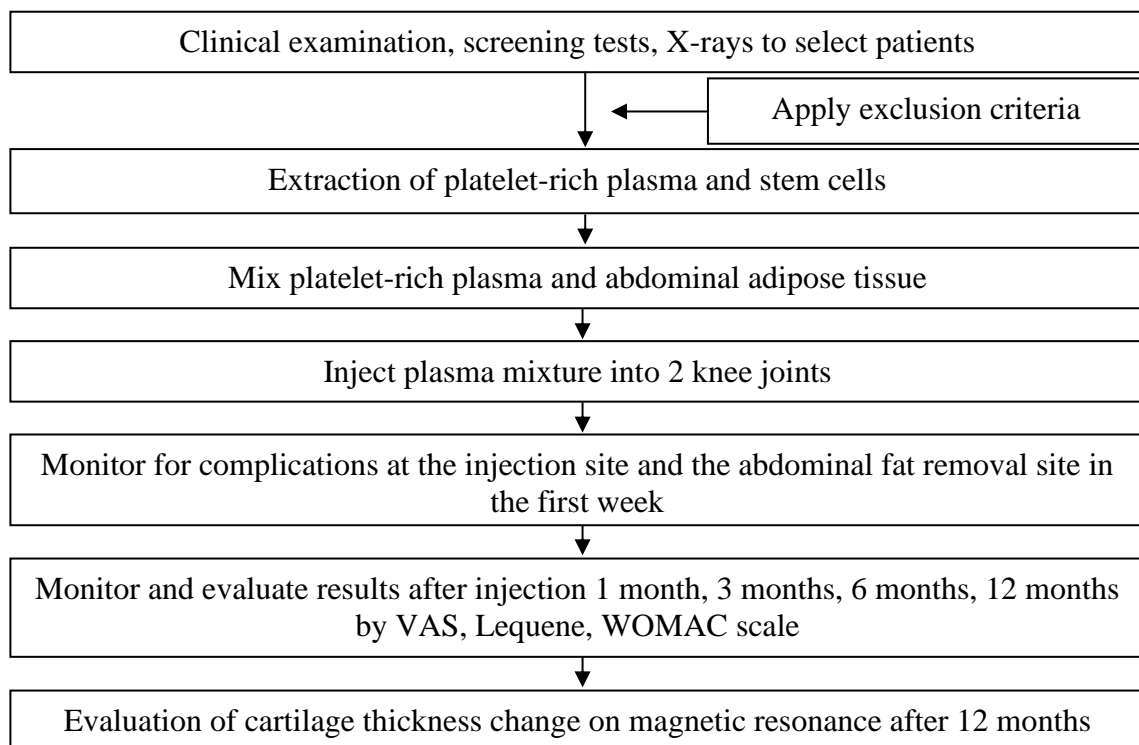 Clinical examination, screening tests, X-rays to select patients
Apply exclusion criteria
Extraction of platelet-rich plasma and stem cells
Mix platelet-rich plasma and abdominal adipose tissue
Inject plasma mixture into 2 knee joints
Monitor for complications at the injection site and the abdominal fat removal site in
the first week
Monitor and evaluate results after injection 1 month, 3 months, 6 months, 12 months
by VAS, Lequene, WOMAC scale
Evaluation of cartilage thickness change on magnetic resonance after 12 months